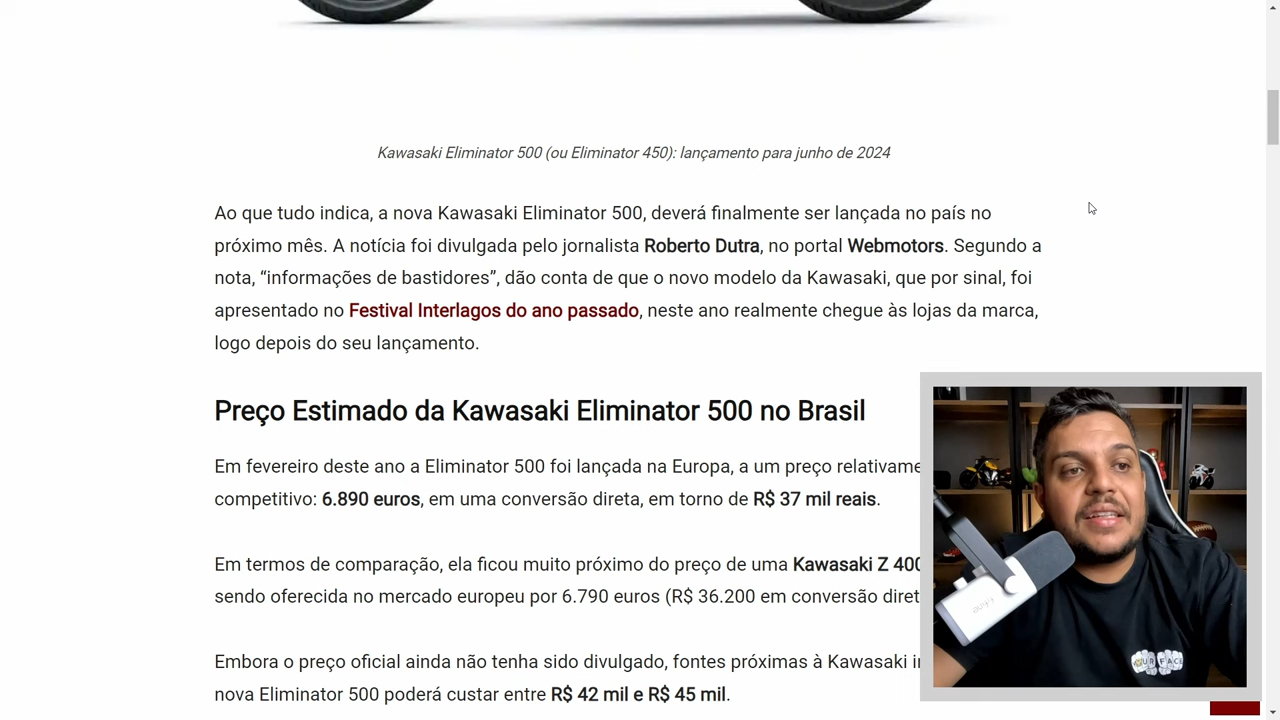 Kawasaki Eliminator 500 (ou Eliminator 450): lançamento para junho de 2024
Ao que tudo indica, a nova Kawasaki Eliminator 500, deverá finalmente ser lançada no país no
próximo mês. A notícia foi divulgada pelo jornalista Roberto Dutra, no portal Webmotors. Segundo a
nota, “informações de bastidores”, dão conta de que o novo modelo da Kawasaki, que por sinal, foi
apresentado no Festival Interlagos do ano passado, neste ano realmente chegue às lojas da marca,
logo depois do seu lançamento.
Preço Estimado da Kawasaki Eliminator 500 no Brasil
Em fevereiro deste ano a Eliminator 500 foi lançada na Europa, a um preço relativame
competitivo: 6.890 euros, em uma conversão direta, em torno de R$ 37 mil reais.
Em termos de comparação, ela ficou muito próximo do preço de uma Kawasaki Z 400
sendo oferecida no mercado europeu por 6.790 euros (R$ 36.200 em conversão diret
Embora o preço oficial ainda não tenha sido divulgado, fontes próximas à Kawasaki in
nova Eliminator 500 poderá custar entre R$ 42 mil e R$ 45 mil.